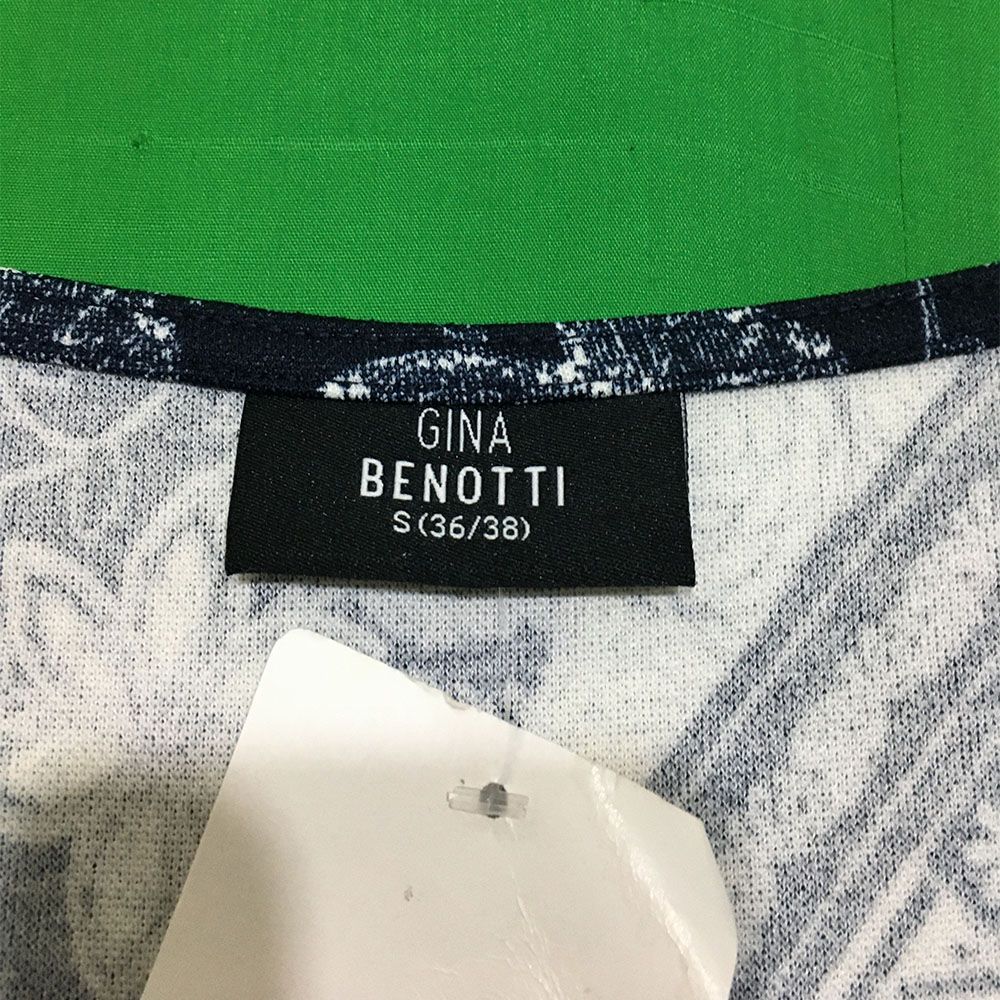 GINA
BENOTTI
S (36/38)